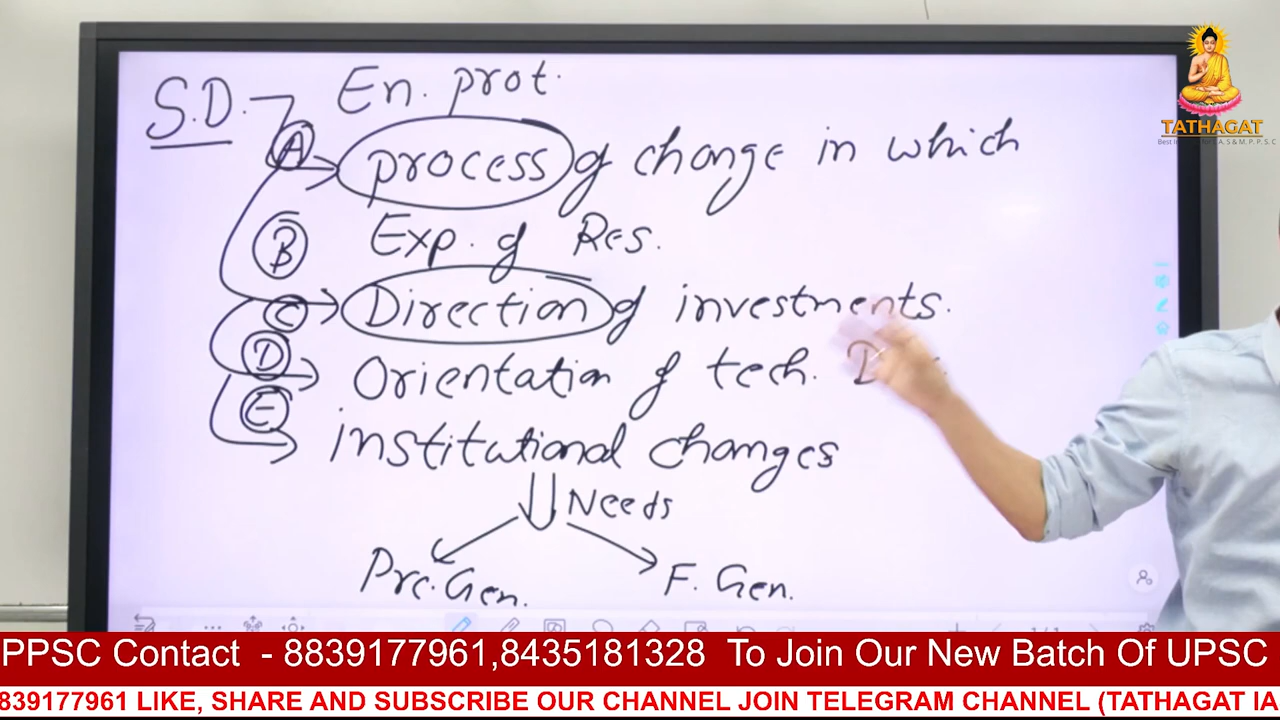 S.D. En. prot.
A process of change in which
B Exp. of Res.
C Direction of investments.
D Orientation of tech. D
E institutional changes
Needs
Pre. Gen. F. Gen.
TATHAGAT
PPSC Contact - 8839177961,8435181328 To Join Our New Batch Of UPSC
839177961 LIKE, SHARE AND SUBSCRIBE OUR CHANNEL JOIN TELEGRAM CHANNEL (TATHAGAT IA